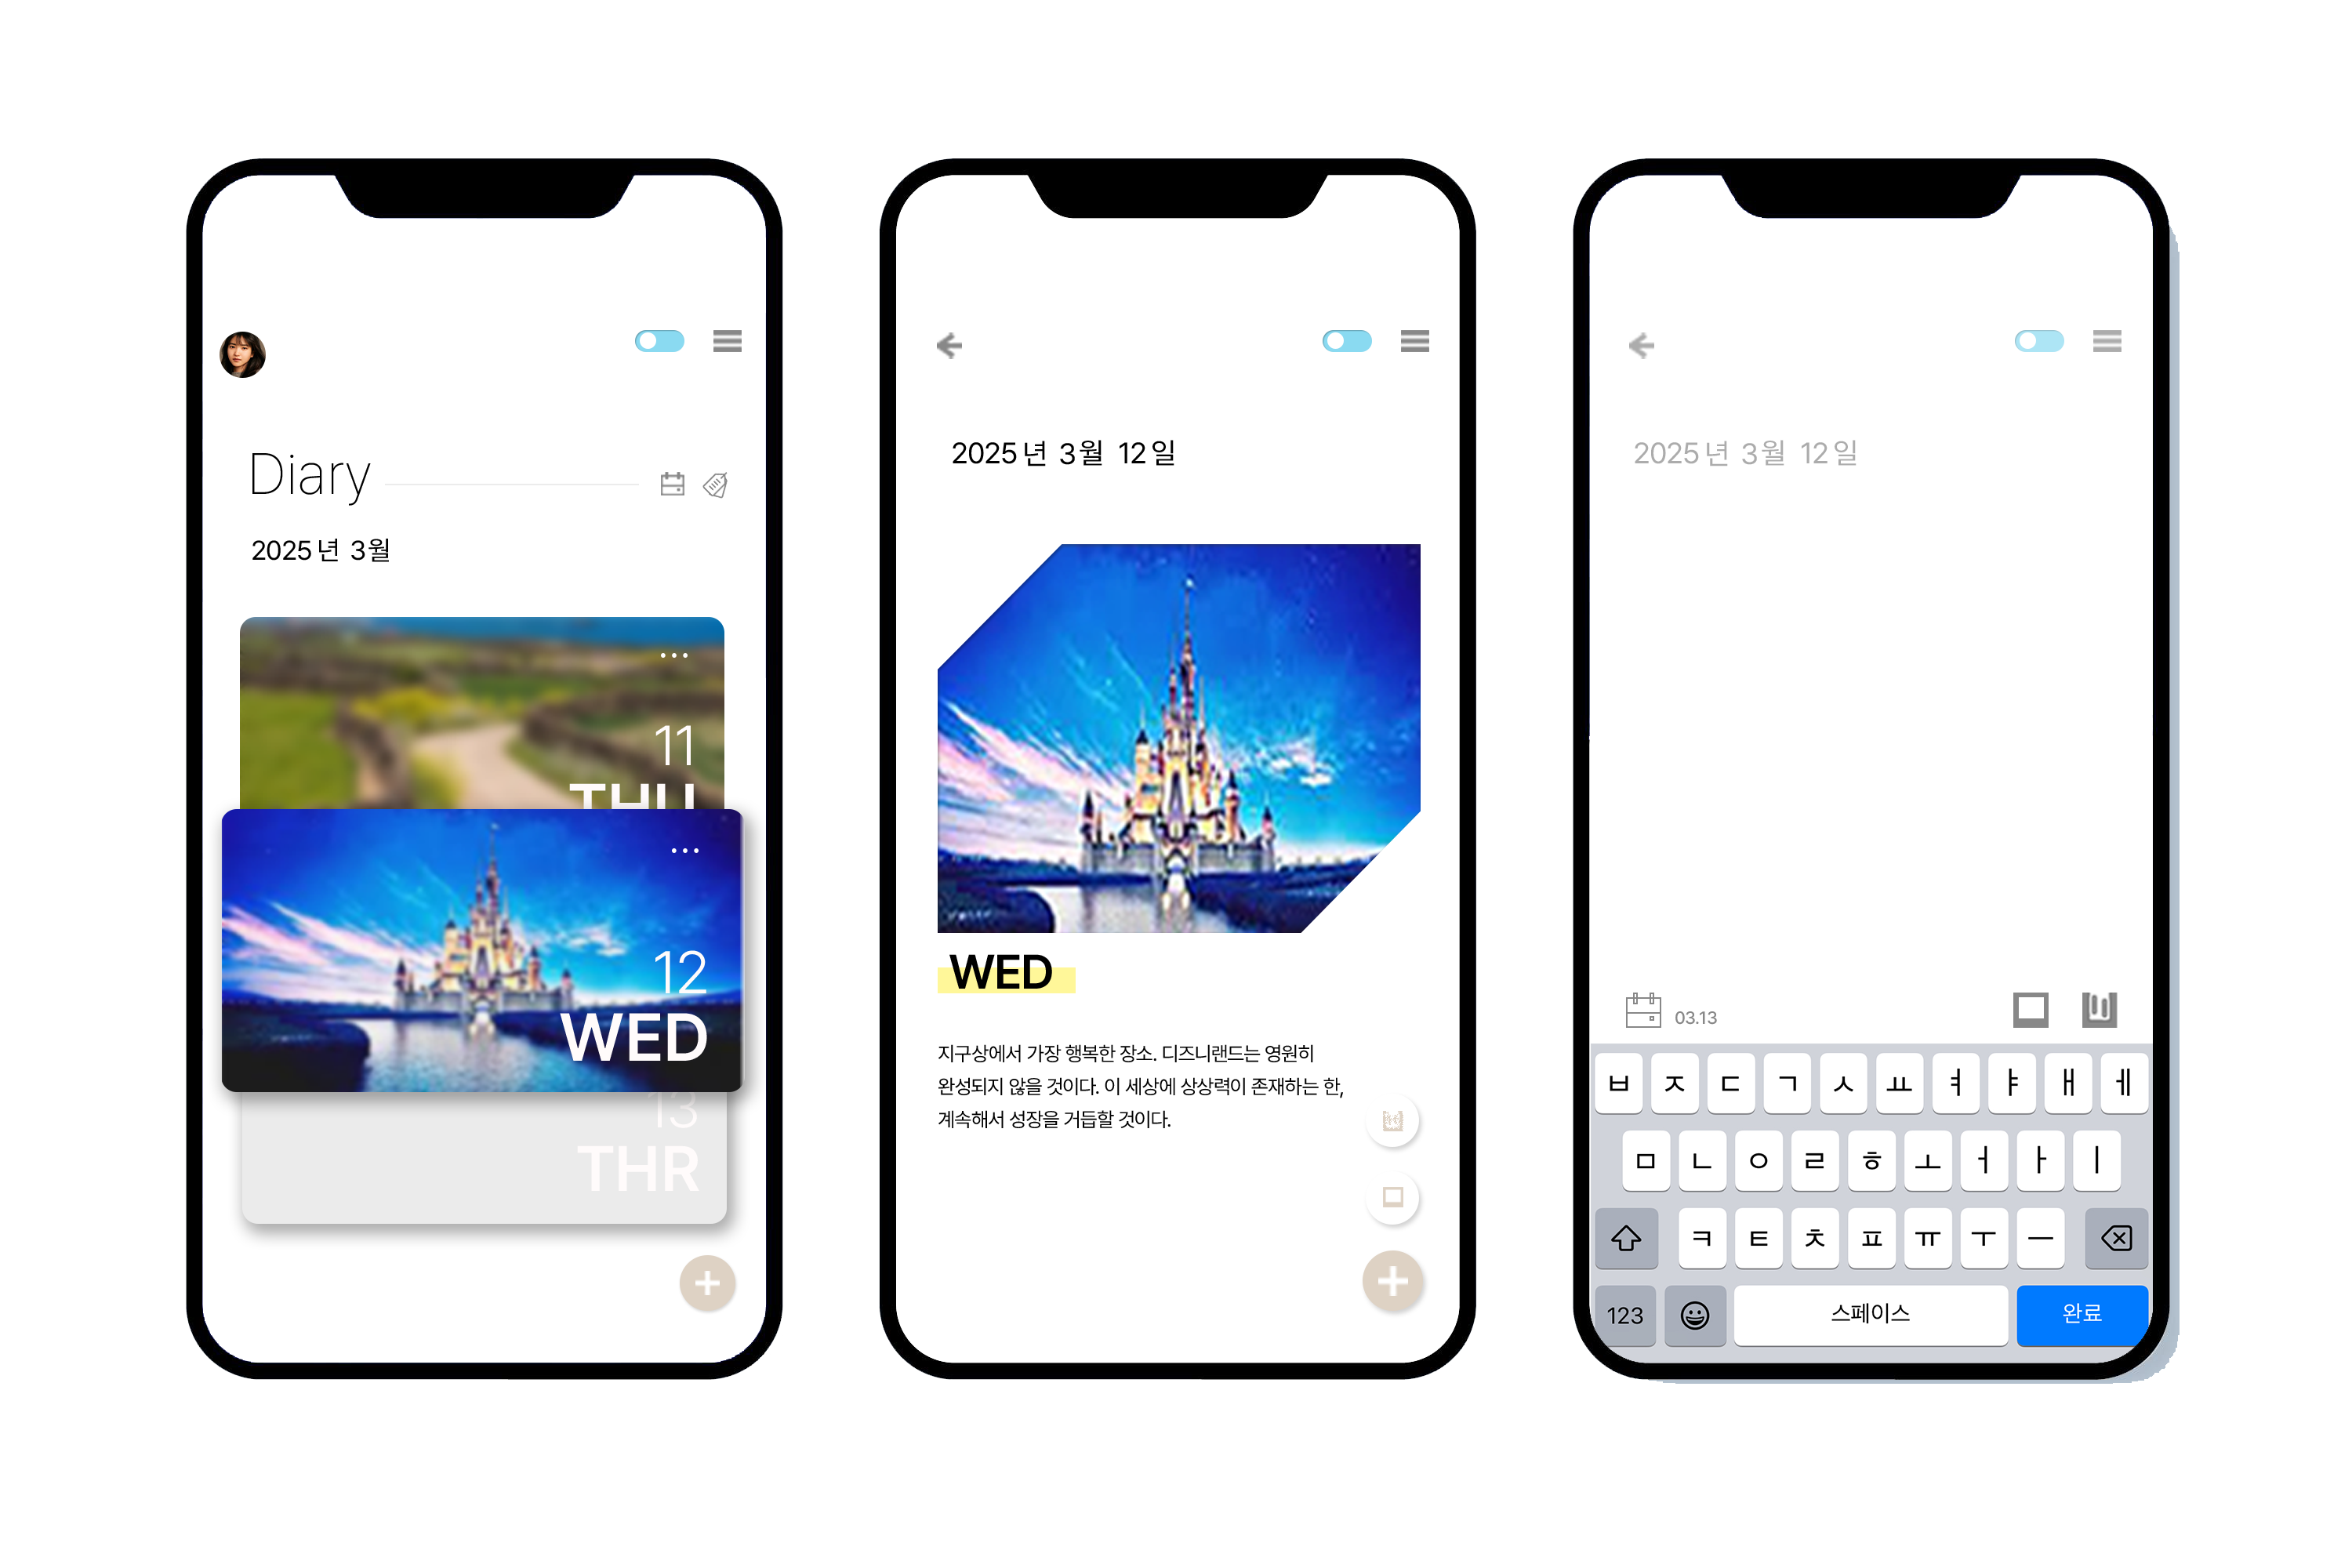 Diary
2025년 3월
...
11
THU
...
12
WED
13
THR
2025년 3월 12일
WED
지구상에서 가장 행복한 장소. 디즈니랜드는 영원히
완성되지 않을 것이다. 이 세상에 상상력이 존재하는 한,
계속해서 성장을 거듭할 것이다.
2025년 3월 12일
03.13
ㅂ ㅈ ㄷ ㄱ ㅅ ㅛ ㅕ ㅑ ㅐ ㅔ
ㅁ ㄴ ㅇ ㄹ ㅎ ㅗ ㅓ ㅏ ㅣ
ㅋ ㅌ ㅊ ㅍ ㅠ ㅜ ㅡ
123 스페이스 완료